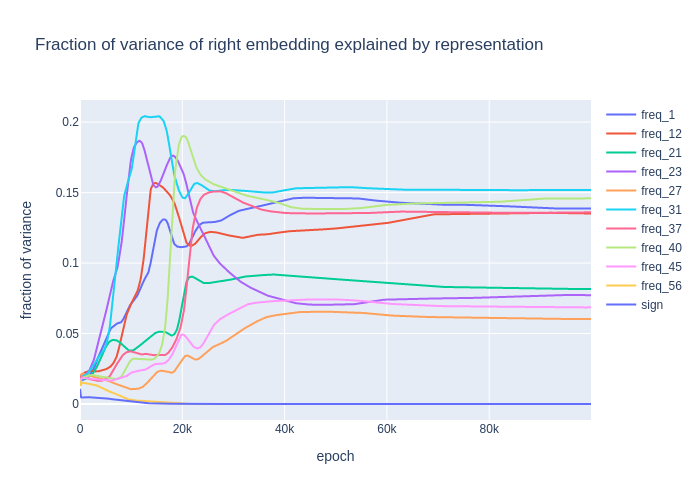 Fraction of variance of right embedding explained by representation
fraction of variance
0.2
0.15
0.1
0.05
0
0 20k 40k 60k 80k
epoch
freq_1
freq_12
freq_21
freq_23
freq_27
freq_31
freq_37
freq_40
freq_45
freq_56
sign